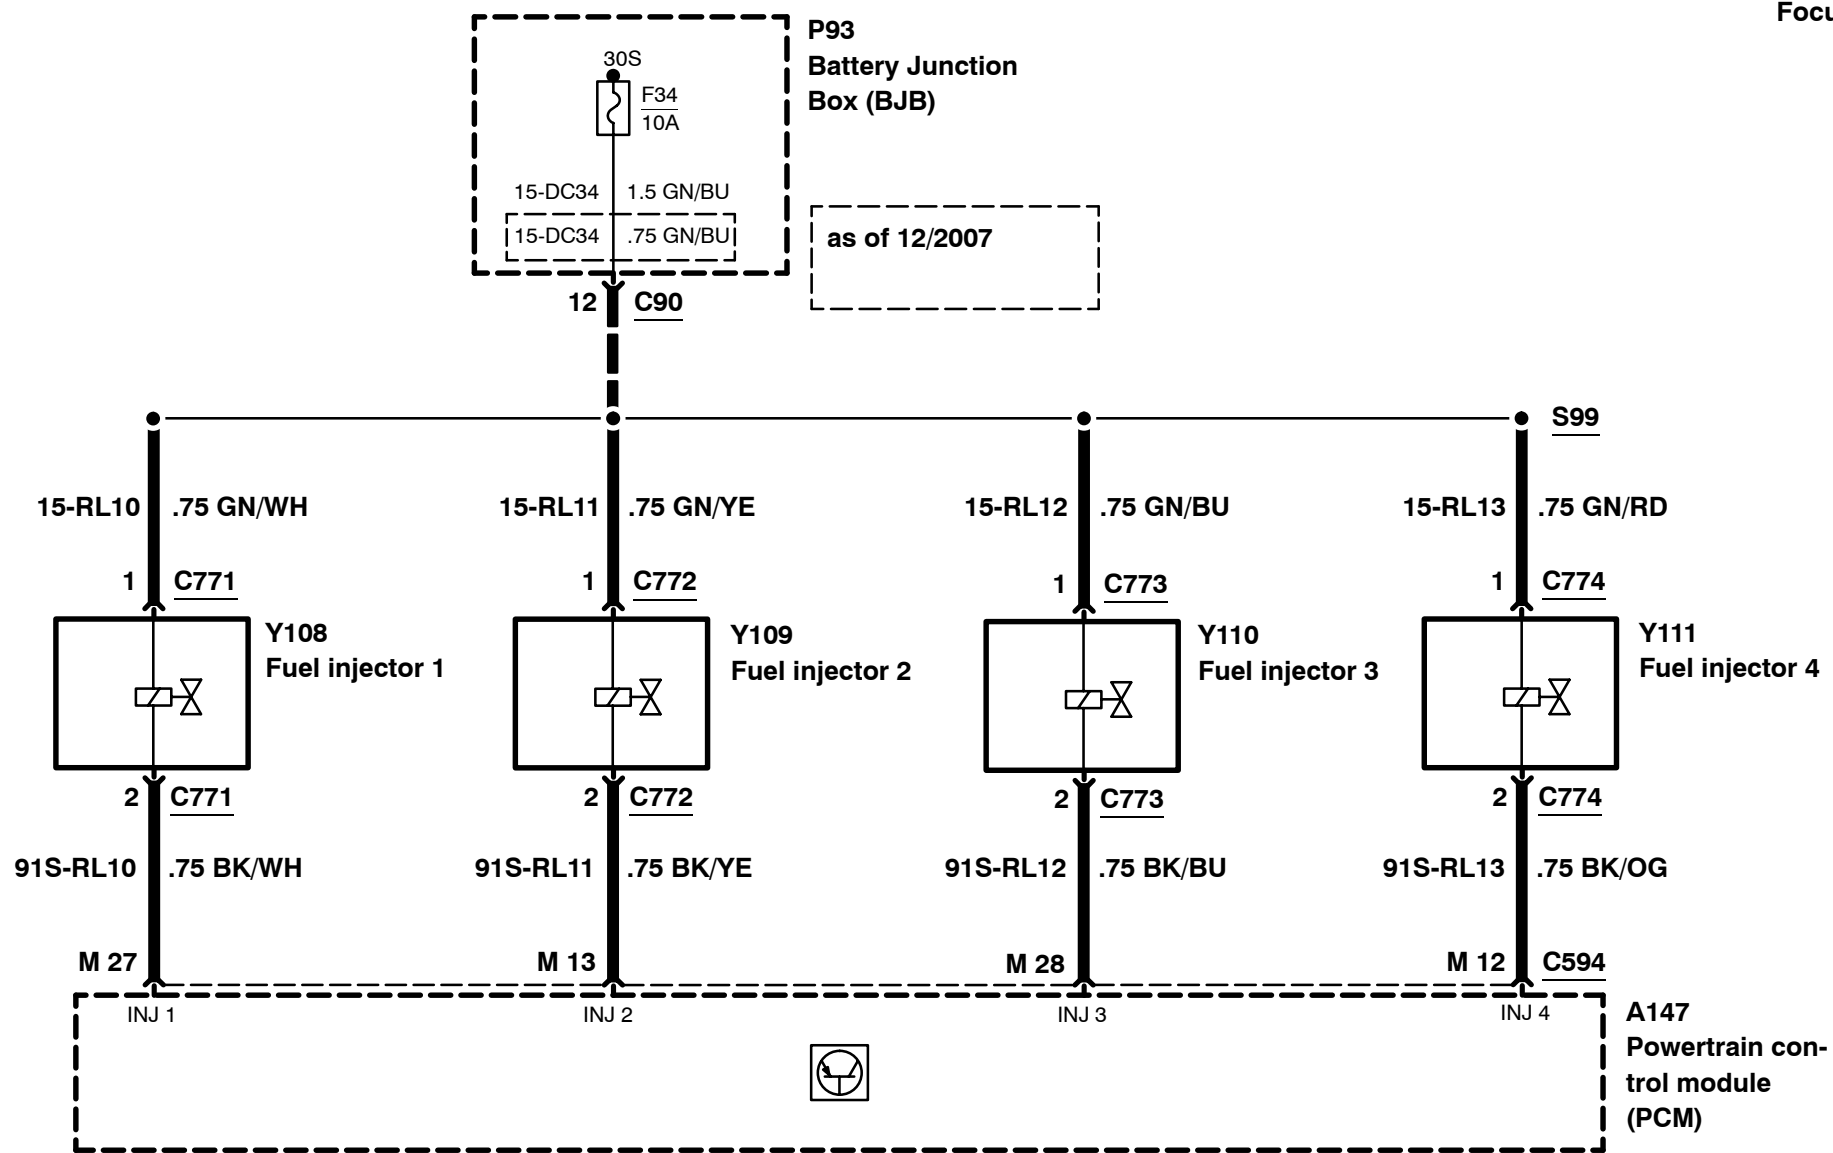 Focu
P93
Battery Junction
Box (BJB)
30S
F34
10A
15-DC34 1.5 GN/BU
15-DC34 .75 GN/BU
as of 12/2007
12 C90
S99
15-RL10 .75 GN/WH 15-RL11 .75 GN/YE 15-RL12 .75 GN/BU 15-RL13 .75 GN/RD
1 C771 1 C772 1 C773 1 C774
Y108
Fuel injector 1
Y109
Fuel injector 2
Y110
Fuel injector 3
Y111
Fuel injector 4
2 C771 2 C772 2 C773 2 C774
91S-RL10 .75 BK/WH 91S-RL11 .75 BK/YE 91S-RL12 .75 BK/BU 91S-RL13 .75 BK/OG
M 27 M 13 M 28 M 12 C594
INJ 1 INJ 2 INJ 3 INJ 4
A147
Powertrain con-
trol module
(PCM)